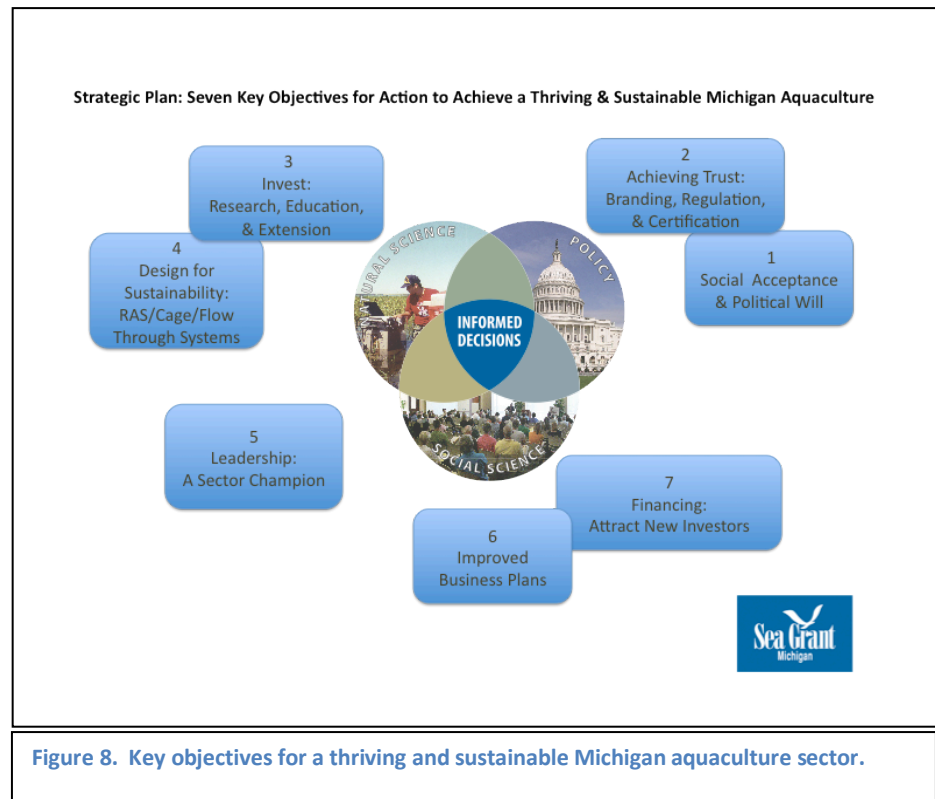 Strategic Plan: Seven Key Objectives for Action to Achieve a Thriving & Sustainable Michigan Aquaculture
3
Invest:
Research, Education,
& Extension
2
Achieving Trust:
Branding, Regulation,
& Certification
4
Design for
Sustainability:
RAS/Cage/Flow
Through Systems
1
Social Acceptance
& Political Will
NATURAL SCIENCE
POLICY
INFORMED
DECISIONS
SOCIAL SCIENCE
5
Leadership:
A Sector Champion
7
Financing:
Attract New Investors
6
Improved
Business Plans
Sea Grant
Michigan
Figure 8. Key objectives for a thriving and sustainable Michigan aquaculture sector.